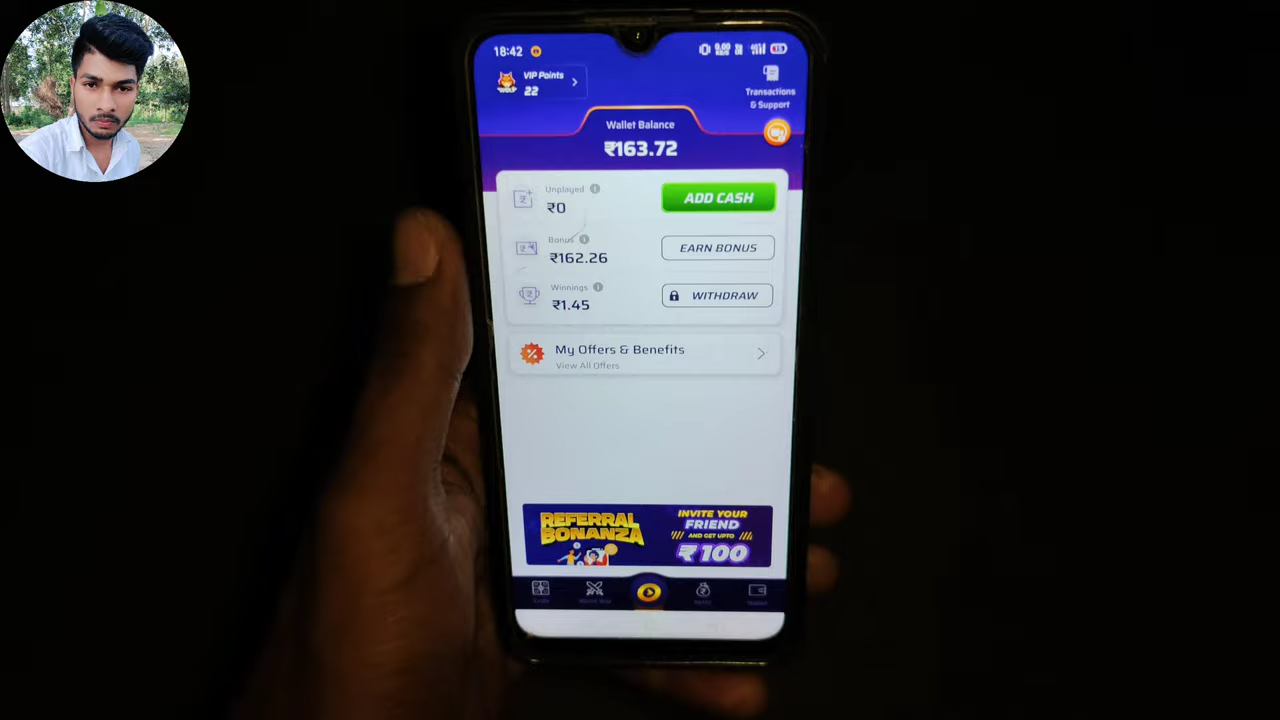 18:42
VIP Points
22
Transactions
& Support
Wallet Balance
₹163.72
Unplayed
₹0
ADD CASH
Bonus
₹162.26
EARN BONUS
Winnings
₹1.45
WITHDRAW
My Offers & Benefits
View All Offers
REFERRAL
BONANZA
INVITE YOUR
FRIEND
AND GET UPTO
₹100